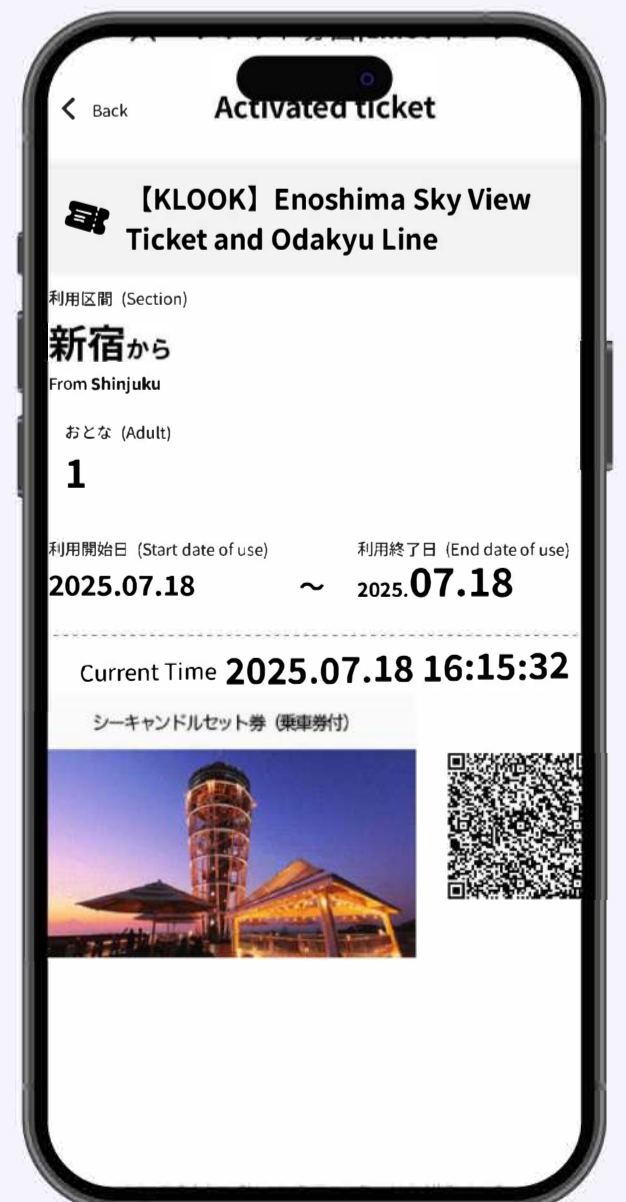 Back
Activated ticket
【KLOOK】Enoshima Sky View
Ticket and Odakyu Line
利用区間 (Section)
新宿から
From Shinjuku
おとな (Adult)
1
利用開始日 (Start date of use)
利用終了日 (End date of use)
2025.07.18 ～ 2025.07.18
Current Time 2025.07.18 16:15:32
シーキャンドルセット券（乗車券付）